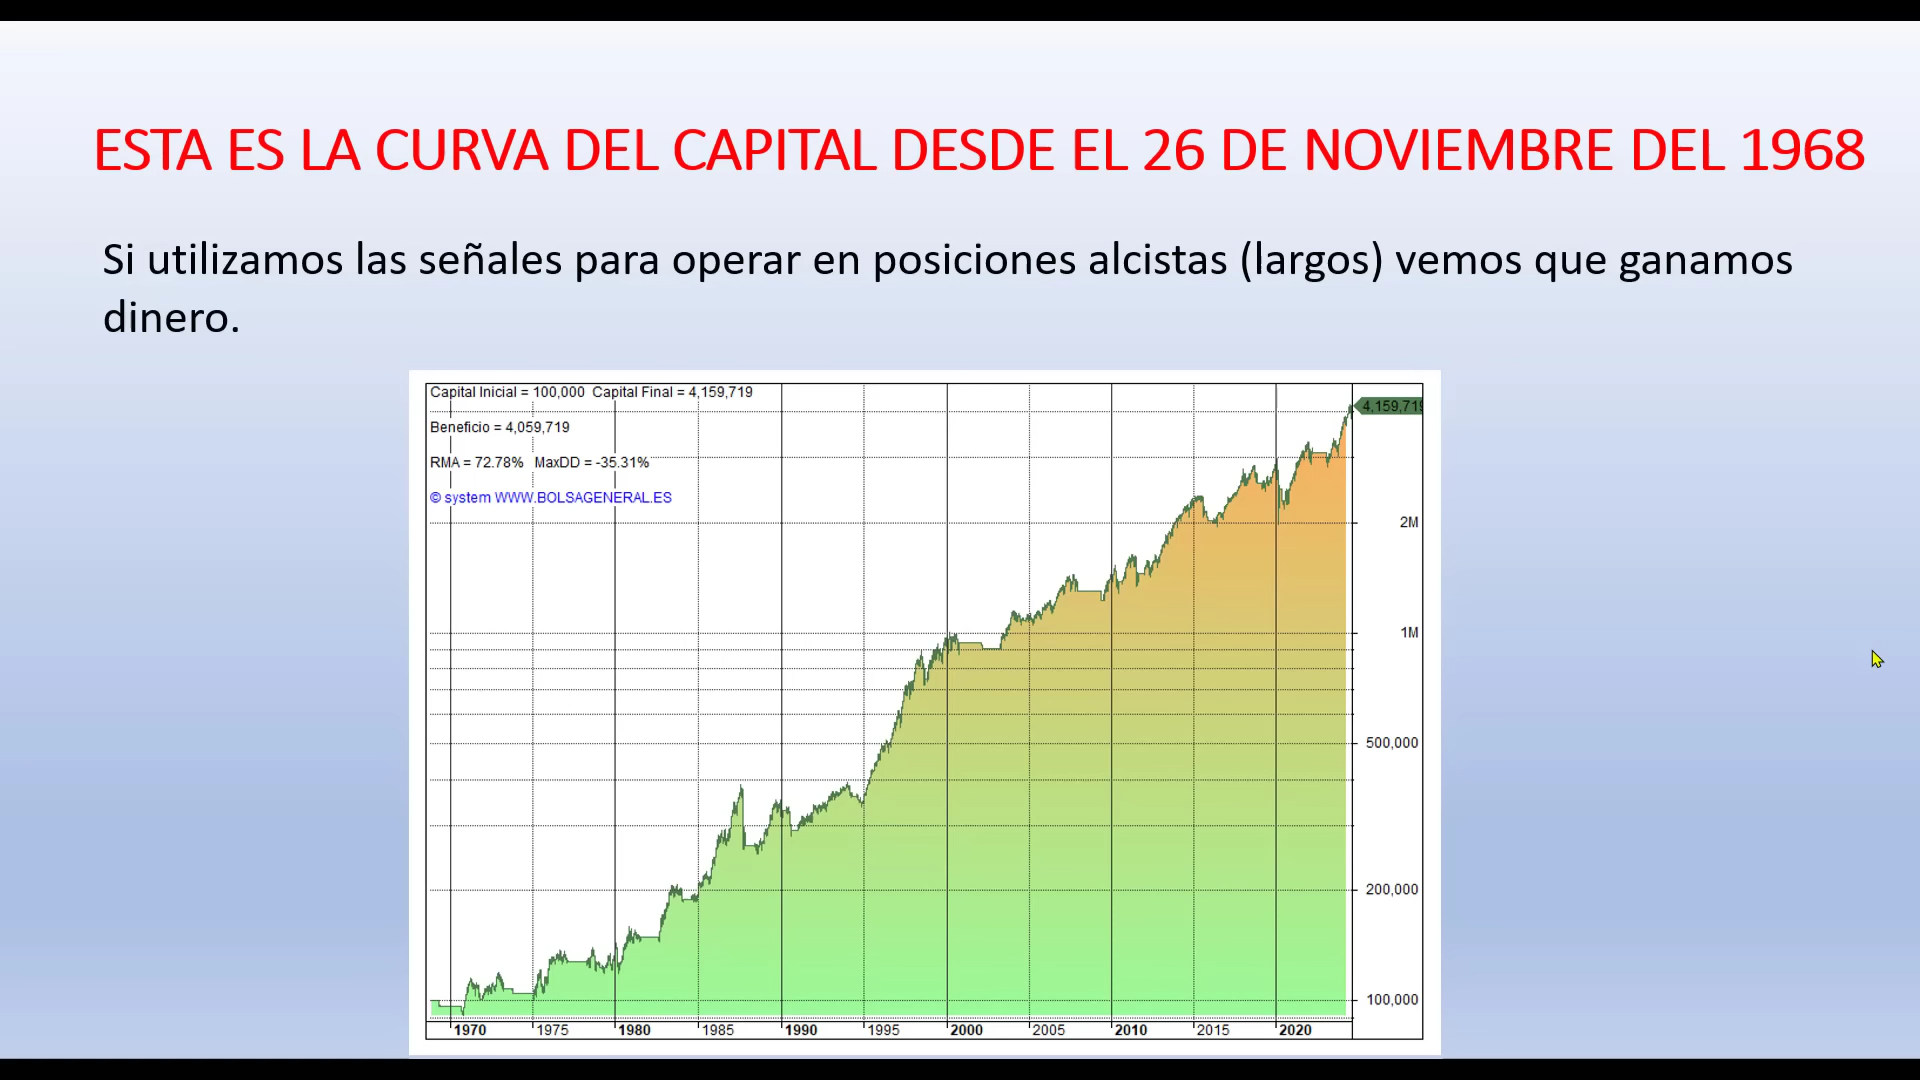 ESTA ES LA CURVA DEL CAPITAL DESDE EL 26 DE NOVIEMBRE DEL 1968
Si utilizamos las señales para operar en posiciones alcistas (largos) vemos que ganamos
dinero.
Capital Inicial = 100,000  Capital Final = 4,159,719
4,159,719
Beneficio = 4,059,719
RMA = 72.78%  MaxDD = -35.31%
© system WWW.BOLSAGENERAL.ES
2M
1M
500,000
200,000
100,000
1970 1975 1980 1985 1990 1995 2000 2005 2010 2015 2020